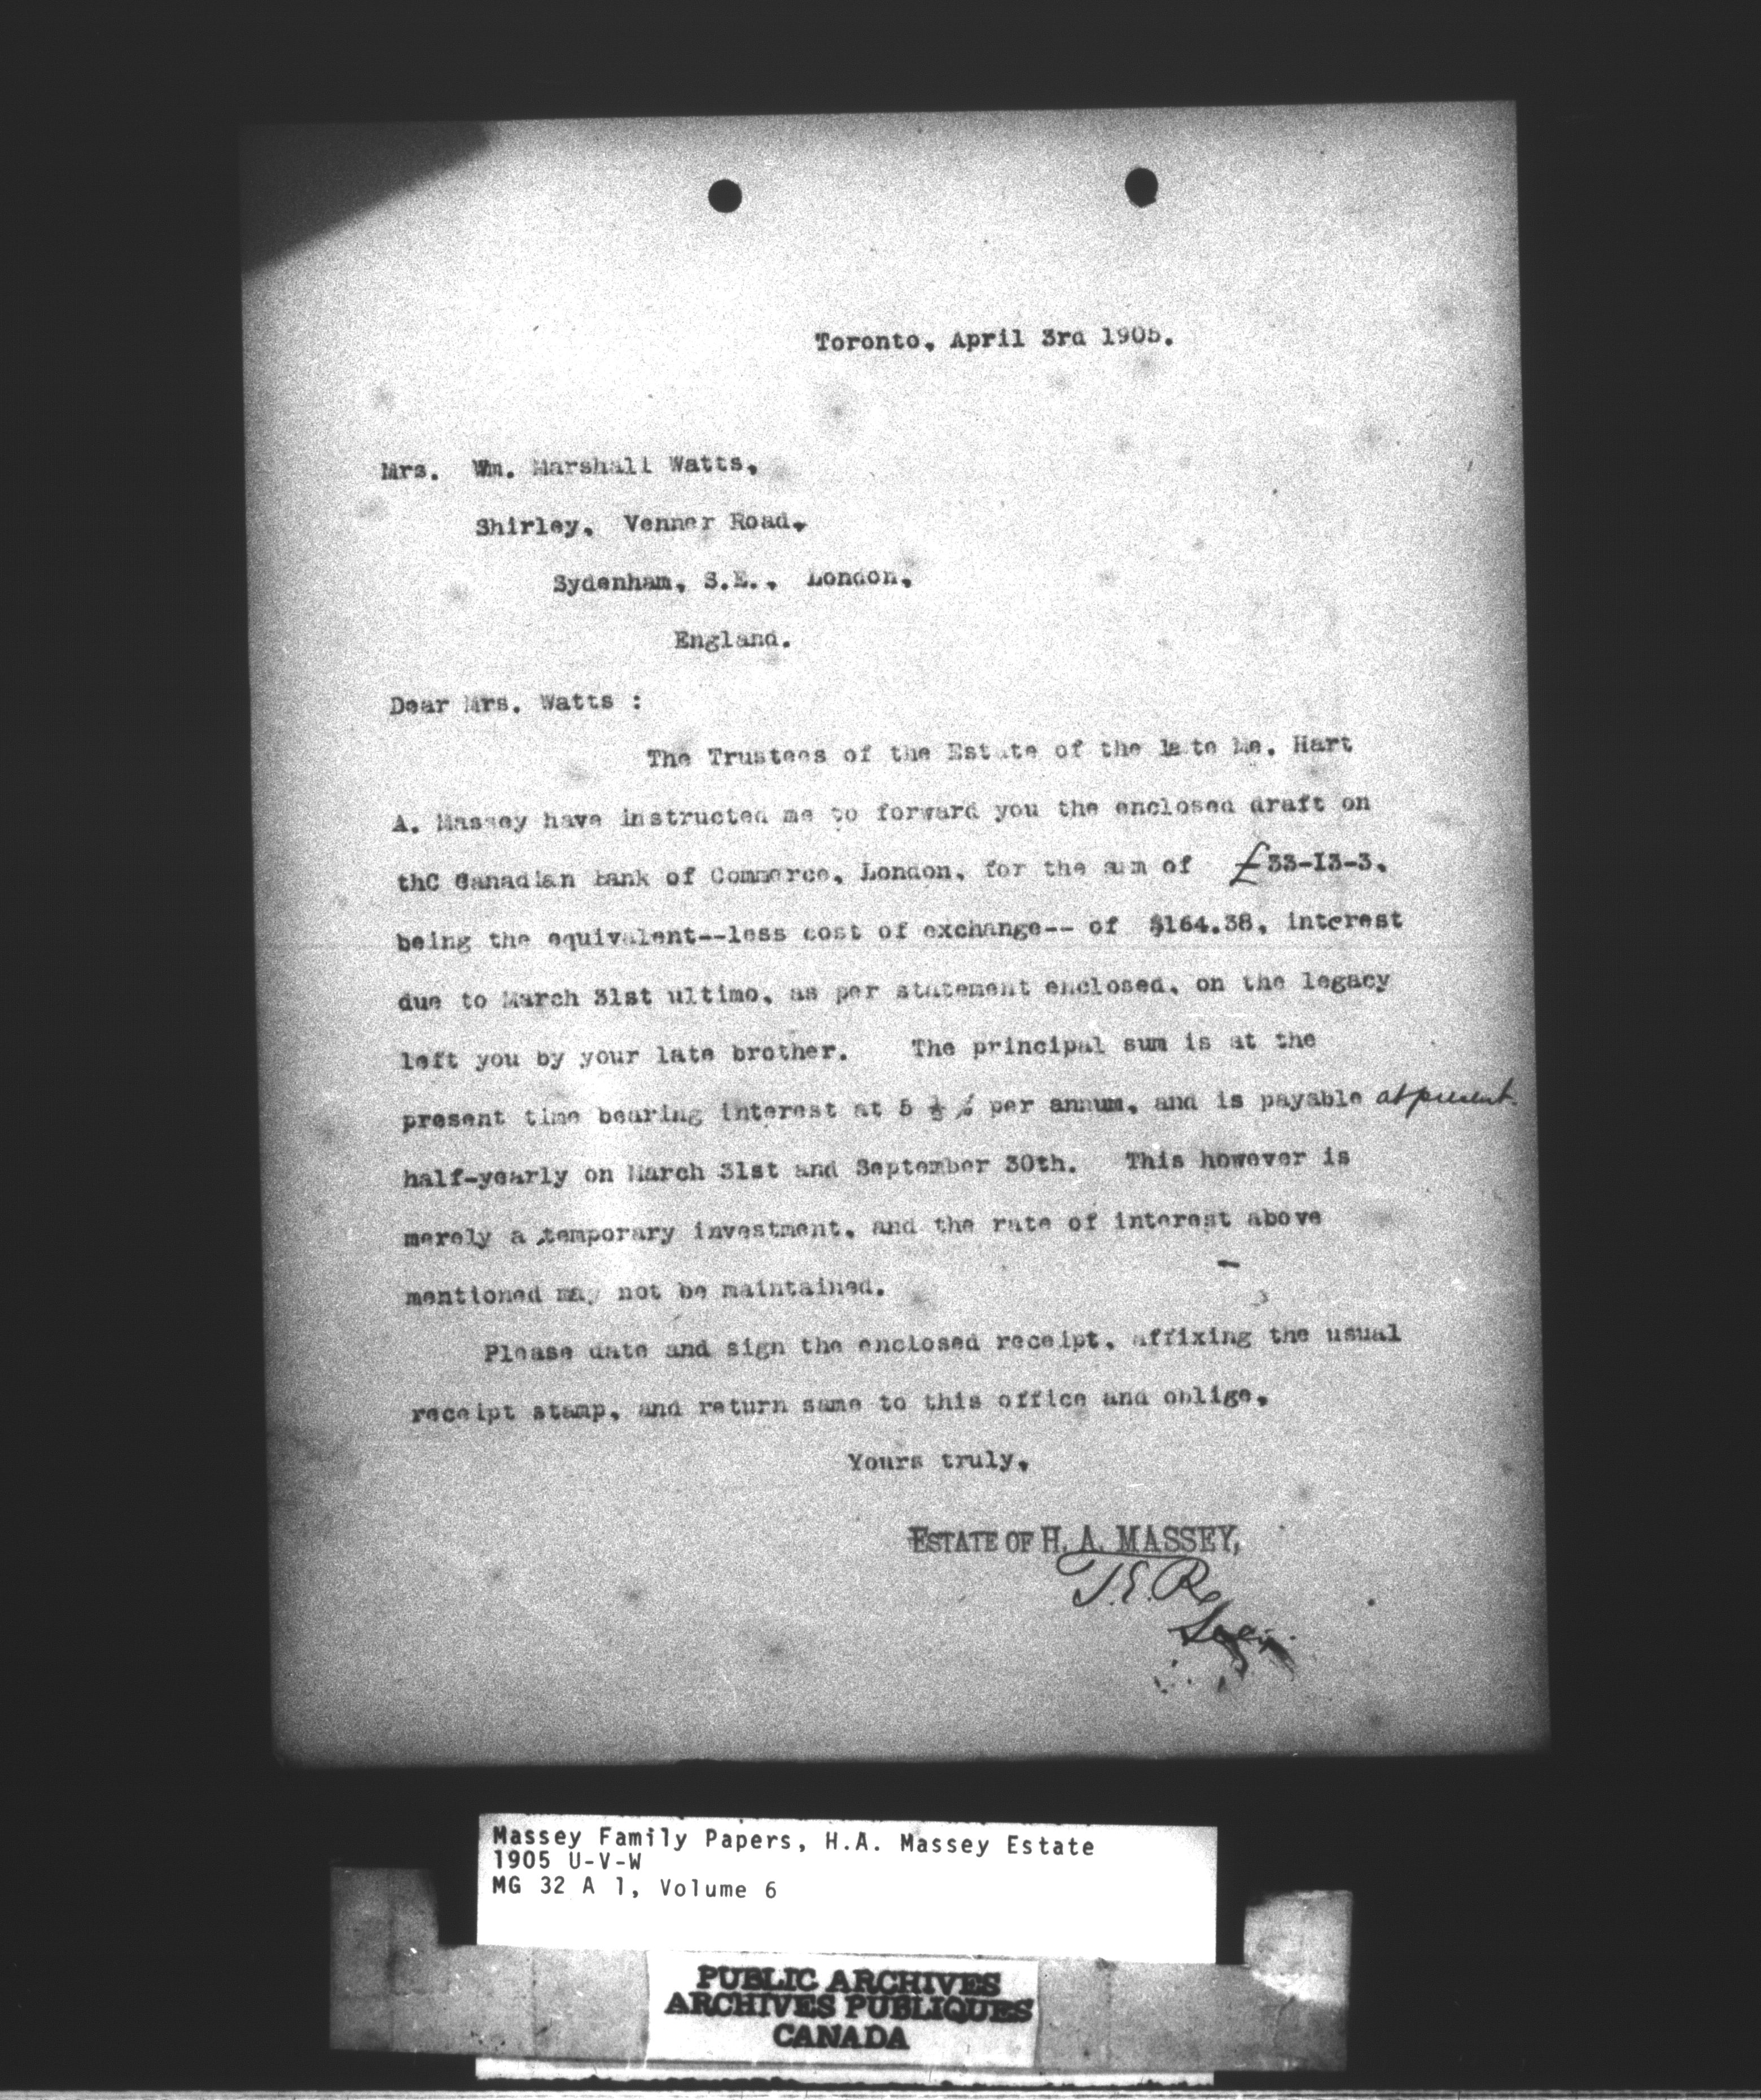 Toronto, April 3rd 1905.
Mrs. Wm. Marshall Watts,
Shirley, Venner Road,
Sydenham, S.E., London,
England.
Dear Mrs. Watts :
The Trustees of the Estate of the late Me. Hart
A. Massey have instructed me to forward you the enclosed draft on
thC Canadian Bank of Commerce, London, for the sum of £33-13-3,
being the equivalent--less cost of exchange-- of $164.38, interest
due to March 31st ultimo, as per statement enclosed, on the legacy
left you by your late brother. The principal sum is at the
present time bearing interest at 5 ½ % per annum, and is payable at present
half-yearly on March 31st and September 30th. This however is
merely a temporary investment, and the rate of interest above
mentioned may not be maintained.
Please date and sign the enclosed receipt, affixing the usual
receipt stamp, and return same to this office and oblige,
Yours truly,
ESTATE OF H. A. MASSEY,
Massey Family Papers, H.A. Massey Estate
1905 U-V-W
MG 32 A 1, Volume 6
PUBLIC ARCHIVES
ARCHIVES PUBLIQUES
CANADA